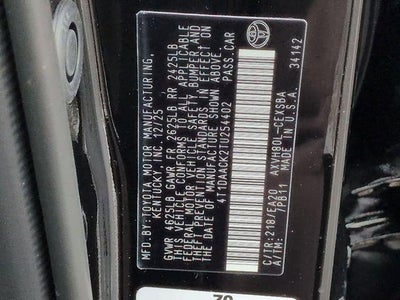 MFD. BY: TOYOTA MOTOR MANUFACTURING,
KENTUCKY, INC. 12/25
GVWR 4625LB GAWR FR 2625LB RR 2425LB
THIS VEHICLE CONFORMS TO ALL APPLICABLE
FEDERAL MOTOR VEHICLE SAFETY, BUMPER, AND
THEFT PREVENTION STANDARDS IN EFFECT ON
THE DATE OF MANUFACTURE SHOWN ABOVE.
4T1DAACK2TU254402 PASS.CAR
C/TR: 218/EA20 AXVH80L-CEXSBA
A/TM: 7PB11 MADE IN U.S.A. 34142